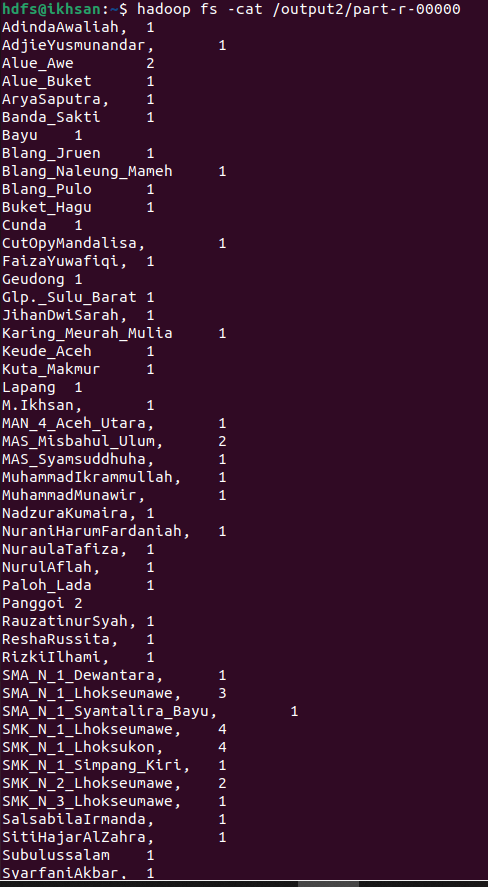 hdfs@ikhsan:~$ hadoop fs -cat /output2/part-r-00000
AdindaAwaliah,	1
AdjieYusmunandar,	1
Alue_Awe	2
Alue_Buket	1
AryaSaputra,	1
Banda_Sakti	1
Bayu	1
Blang_Jruen	1
Blang_Naleung_Mameh	1
Blang_Pulo	1
Buket_Hagu	1
Cunda	1
CutOpyMandalisa,	1
FaizaYuwafiqi,	1
Geudong	1
Glp._Sulu_Barat	1
JihanDwiSarah,	1
Karing_Meurah_Mulia	1
Keude_Aceh	1
Kuta_Makmur	1
Lapang	1
M.Ikhsan,	1
MAN_4_Aceh_Utara,	1
MAS_Misbahul_Ulum,	2
MAS_Syamsuddhuha,	1
MuhammadIkrammullah,	1
MuhammadMunawir,	1
NadzuraKumaira,	1
NuraniHarumFardaniah,	1
NuraulaTafiza,	1
NurulAflah,	1
Paloh_Lada	1
Panggoi	2
RauzatinurSyah,	1
ReshaRussita,	1
RizkiIlhami,	1
SMA_N_1_Dewantara,	1
SMA_N_1_Lhokseumawe,	3
SMA_N_1_Syamtalira_Bayu,	1
SMK_N_1_Lhokseumawe,	4
SMK_N_1_Lhoksukon,	4
SMK_N_1_Simpang_Kiri,	1
SMK_N_2_Lhokseumawe,	2
SMK_N_3_Lhokseumawe,	1
SalsabilaIrmanda,	1
SitiHajarAlZahra,	1
Subulussalam	1
SyarfaniAkbar,	1